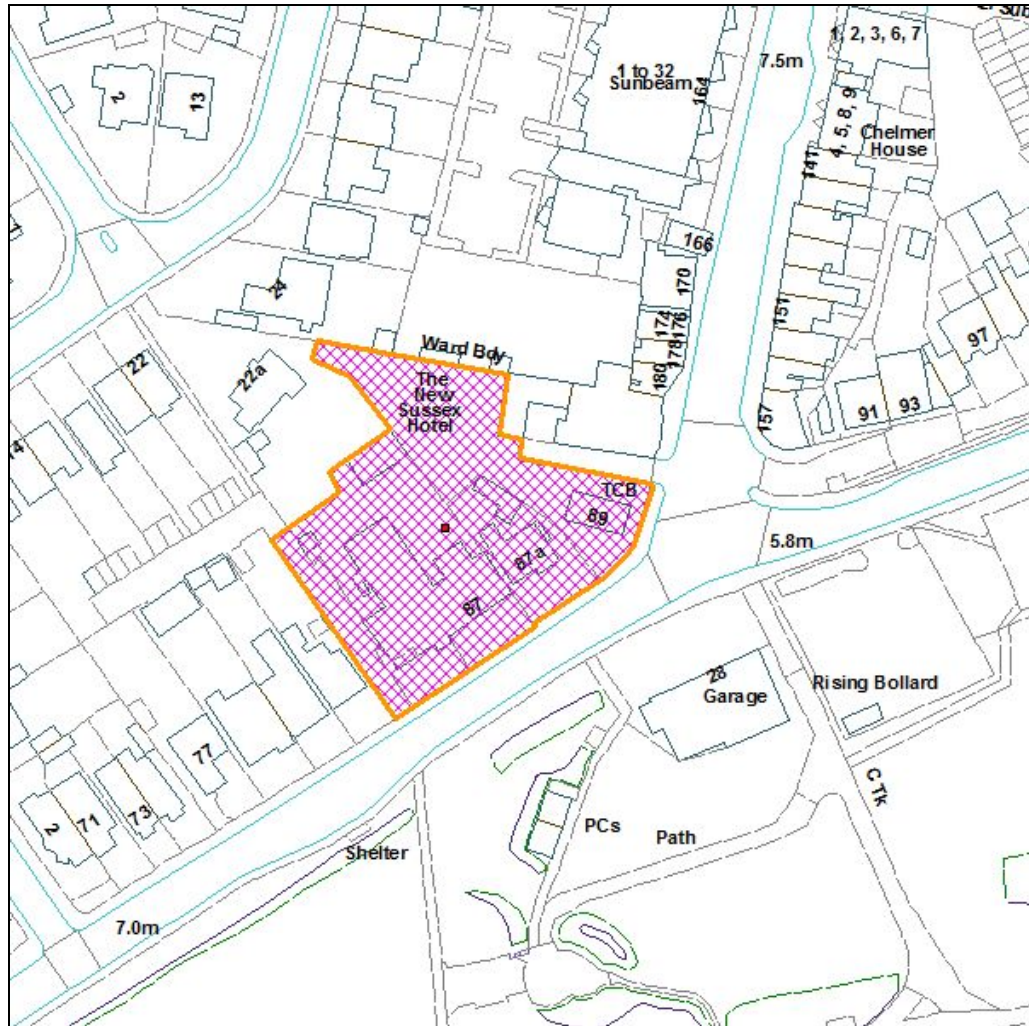 2
13
1 to 32
Sunbeam
164
7.5m
1, 2, 3, 6, 7
4, 5, 8, 9
Chelmer
House
141
166
170
24
174
176
151
Ward Bdy
178
180
22
22a
The
New
Sussex
Hotel
97
91
93
157
14
TCB
89
5.8m
87a
87
28
Garage
Rising Bollard
77
C Tk
2
71
73
PCs
Path
Shelter
7.0m